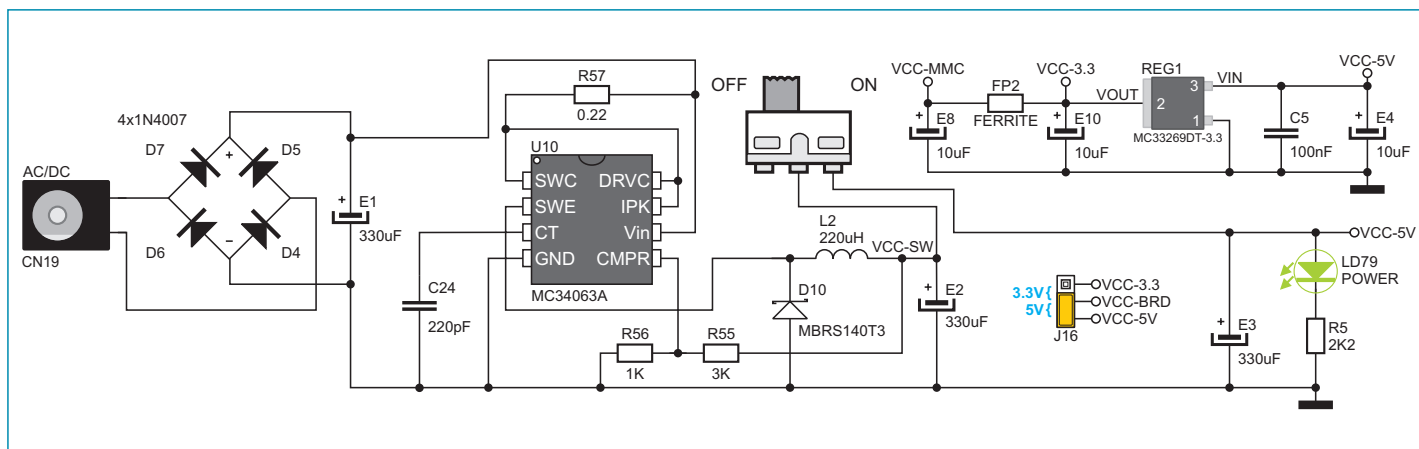 4x1N4007
D7
D5
AC/DC
+
−
D6
D4
CN19
+
E1
330uF
R57
0.22
U10
SWC
DRVC
SWE
IPK
CT
Vin
GND
CMPR
MC34063A
C24
220pF
R56
1K
R55
3K
D10
MBRS140T3
L2
220uH
VCC-SW
+
E2
330uF
OFF
ON
VCC-MMC
FP2
FERRITE
VCC-3.3
+
E8
10uF
+
E10
10uF
REG1
VOUT
2
3
1
VIN
MC33269DT-3.3
C5
100nF
VCC-5V
+
E4
10uF
3.3V{
5V{
VCC-3.3
VCC-BRD
VCC-5V
J16
+
E3
330uF
VCC-5V
LD79
POWER
R5
2K2